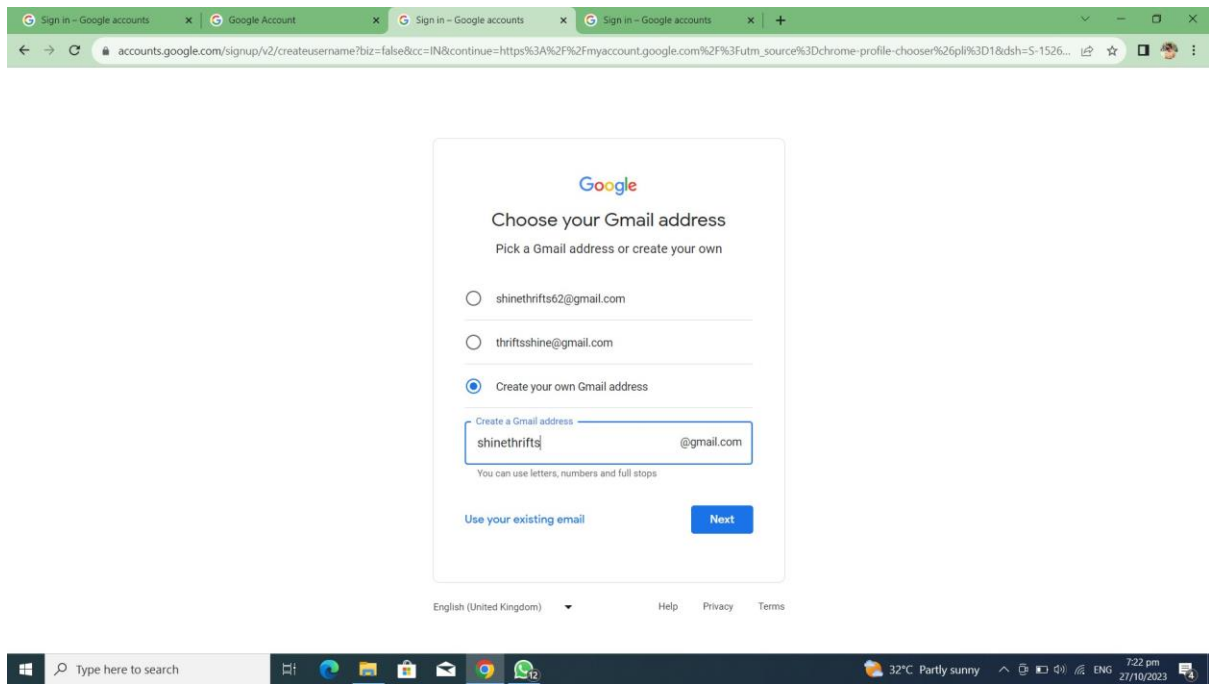 Sign in – Google accounts
Google Account
Sign in – Google accounts
Sign in – Google accounts
accounts.google.com/signup/v2/createusername?biz=false&cc=IN&continue=https%3A%2F%2Fmyaccount.google.com%2F%3Futm_source%3Dchrome-profile-chooser%26pli%3D1&dsh=S-1526...
Google
Choose your Gmail address
Pick a Gmail address or create your own
shinethrifts62@gmail.com
thriftsshine@gmail.com
Create your own Gmail address
Create a Gmail address
shinethrifts @gmail.com
You can use letters, numbers and full stops
Use your existing email Next
English (United Kingdom) Help Privacy Terms
Type here to search 12 32°C Partly sunny ENG 7:22 pm
27/10/2023 4